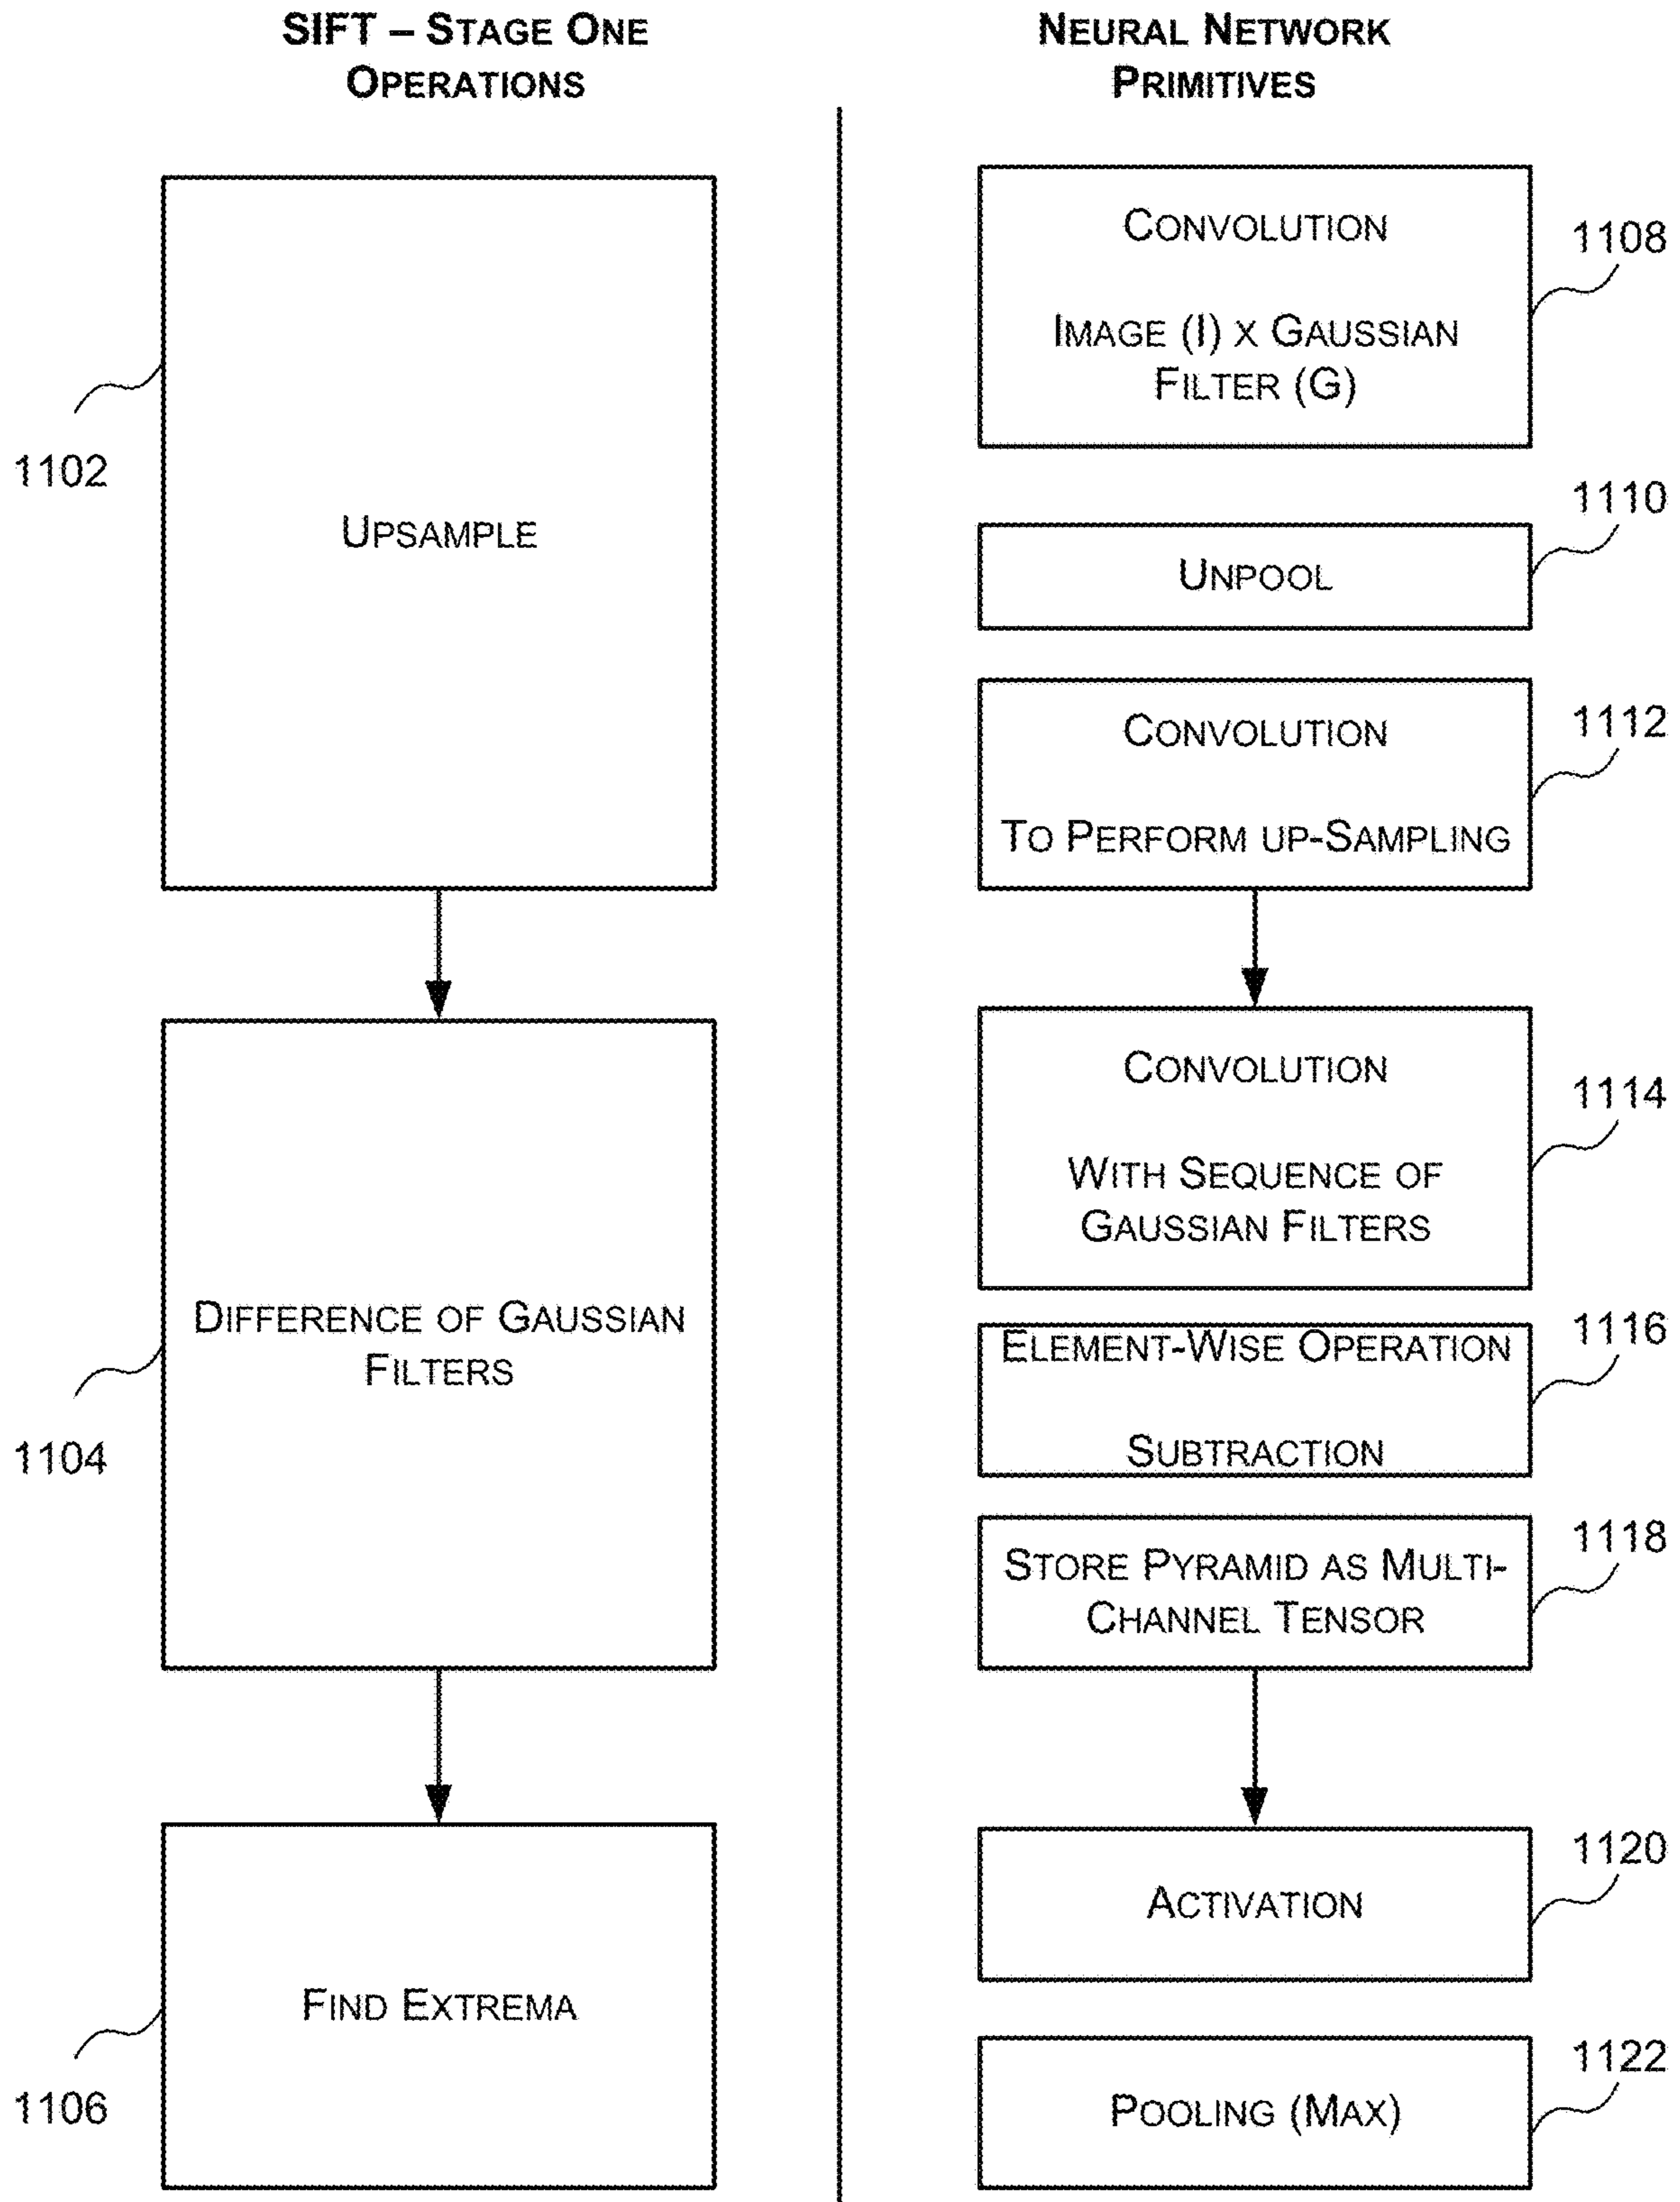 SIFT – STAGE ONE
OPERATIONS
1102
UPSAMPLE
1104
DIFFERENCE OF GAUSSIAN
FILTERS
1106
FIND EXTREMA
NEURAL NETWORK
PRIMITIVES
CONVOLUTION
IMAGE (I) X GAUSSIAN
FILTER (G)
1108
UNPOOL
1110
CONVOLUTION
TO PERFORM UP-SAMPLING
1112
CONVOLUTION
WITH SEQUENCE OF
GAUSSIAN FILTERS
1114
ELEMENT-WISE OPERATION
SUBTRACTION
1116
STORE PYRAMID AS MULTI-
CHANNEL TENSOR
1118
ACTIVATION
1120
POOLING (MAX)
1122